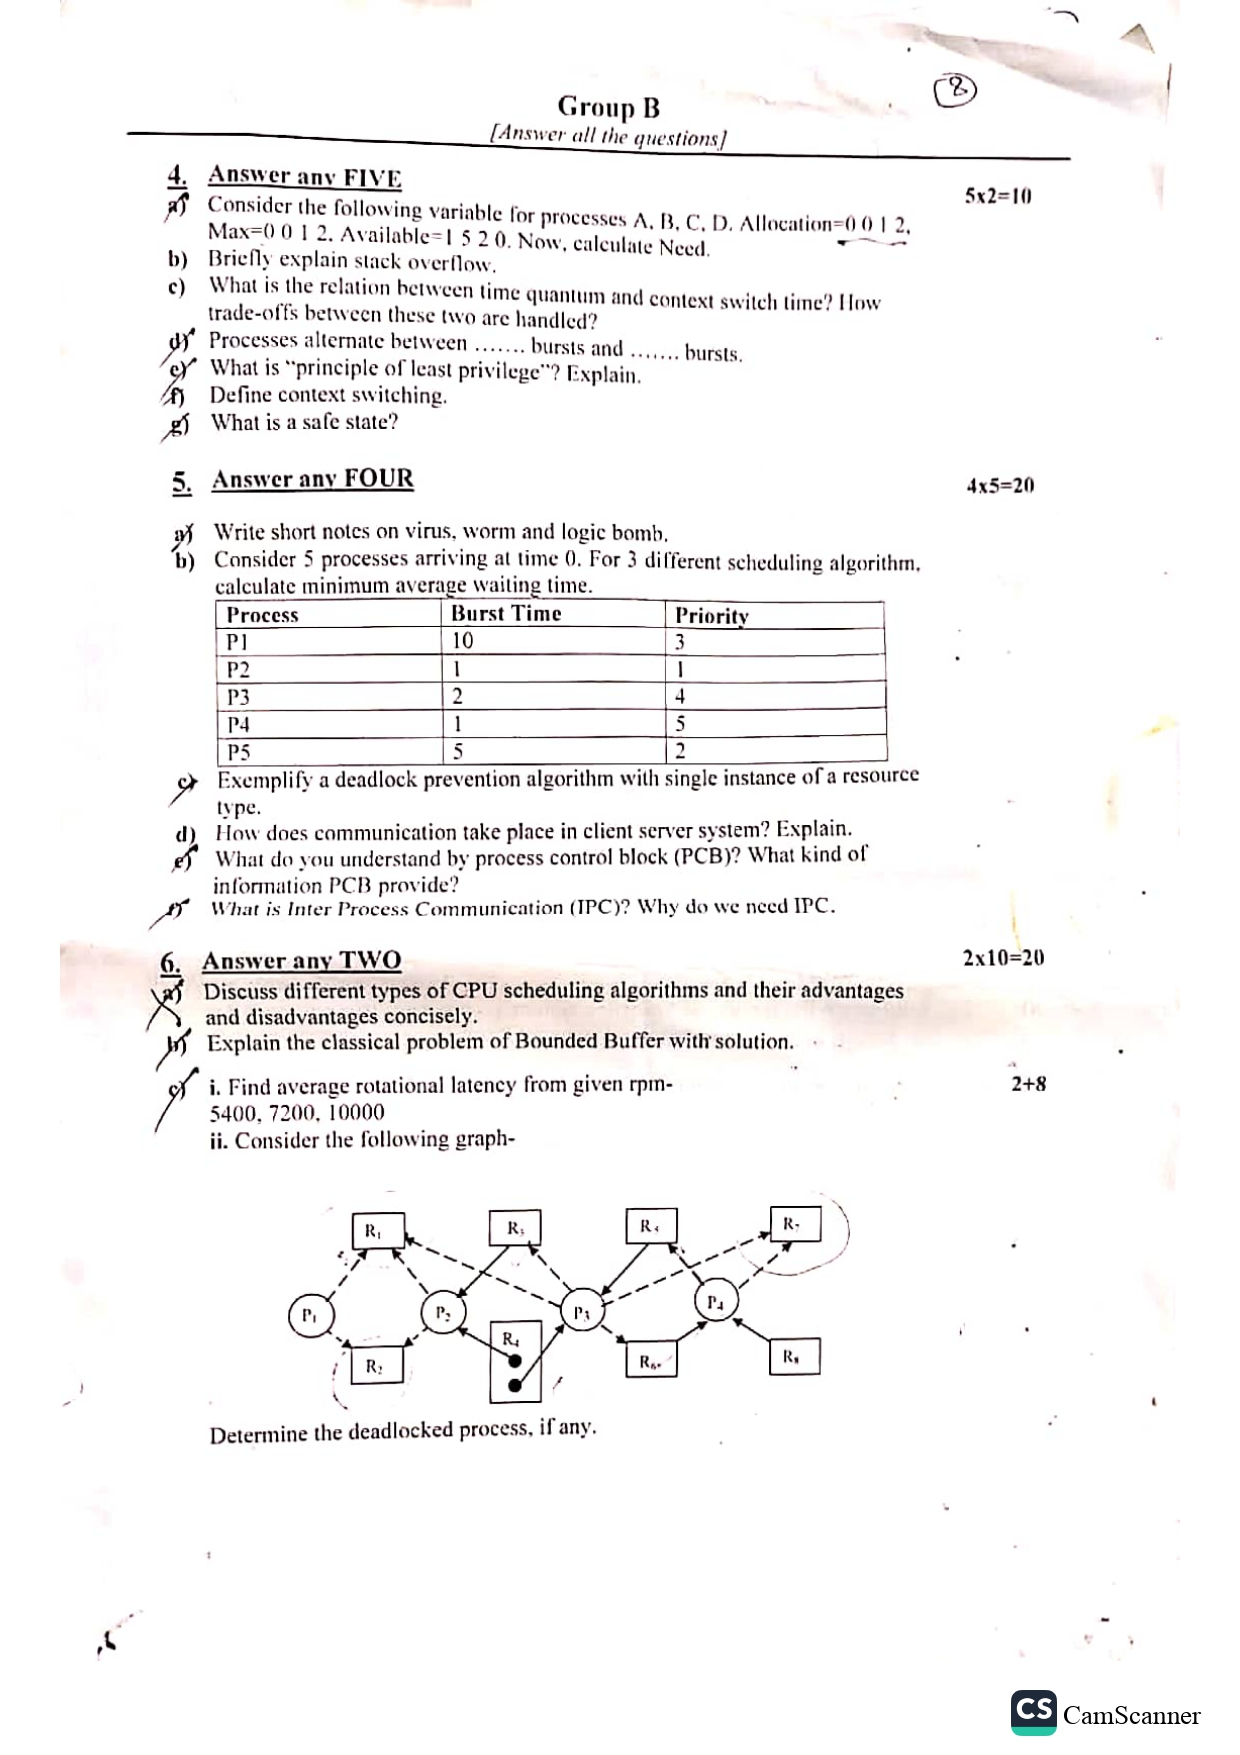 8
Group B
[Answer all the questions]
4. Answer any FIVE
5x2=10
a) Consider the following variable for processes A, B, C, D. Allocation=0 0 1 2,
Max=0 0 1 2. Available=1 5 2 0. Now, calculate Need.
b) Briefly explain stack overflow.
c) What is the relation between time quantum and context switch time? How
trade-offs between these two are handled?
d) Processes alternate between ....... bursts and ....... bursts.
e) What is "principle of least privilege"? Explain.
f) Define context switching.
g) What is a safe state?
5. Answer any FOUR
4x5=20
a) Write short notes on virus, worm and logic bomb.
b) Consider 5 processes arriving at time 0. For 3 different scheduling algorithm,
calculate minimum average waiting time.
Process Burst Time Priority
P1 10 3
P2 1 1
P3 2 4
P4 1 5
P5 5 2
c) Exemplify a deadlock prevention algorithm with single instance of a resource
type.
d) How does communication take place in client server system? Explain.
e) What do you understand by process control block (PCB)? What kind of
information PCB provide?
f) What is Inter Process Communication (IPC)? Why do we need IPC.
6. Answer any TWO
2x10=20
a) Discuss different types of CPU scheduling algorithms and their advantages
and disadvantages concisely.
b) Explain the classical problem of Bounded Buffer with solution.
c) i. Find average rotational latency from given rpm-
2+8
5400, 7200, 10000
ii. Consider the following graph-
R1 R3 R5 R7
P1 P2 P3 P4
R2 R4 R6 R8
Determine the deadlocked process, if any.
CS CamScanner